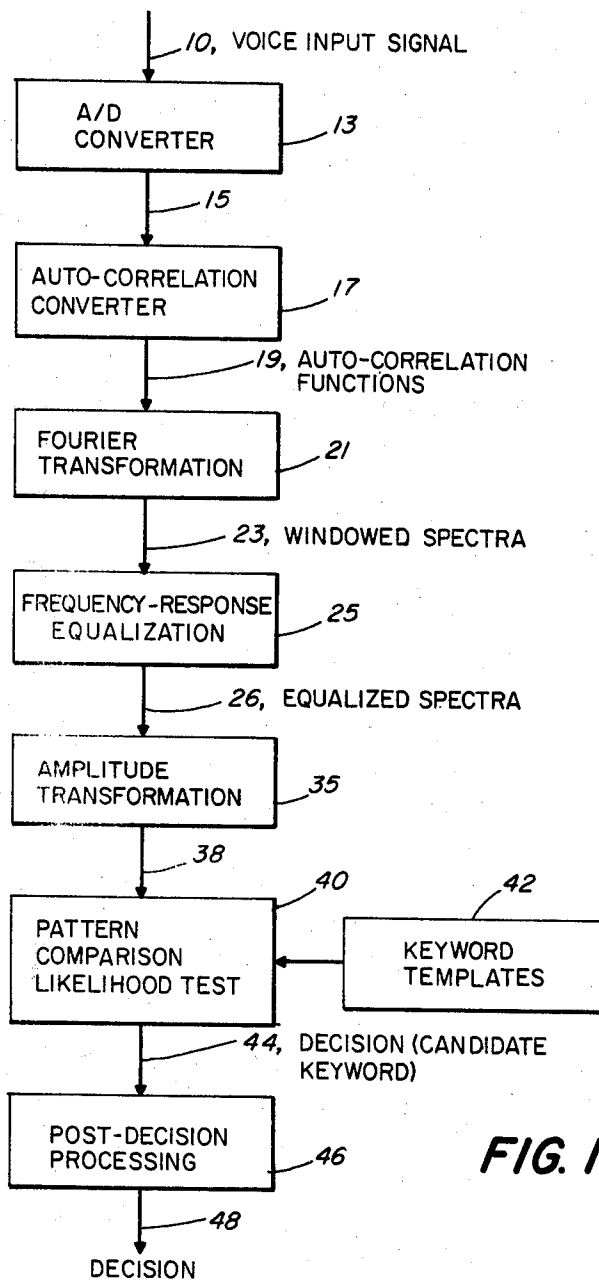 10, VOICE INPUT SIGNAL
A/D
CONVERTER
13
15
AUTO-CORRELATION
CONVERTER
17
19, AUTO-CORRELATION
FUNCTIONS
FOURIER
TRANSFORMATION
21
23, WINDOWED SPECTRA
FREQUENCY-RESPONSE
EQUALIZATION
25
26, EQUALIZED SPECTRA
AMPLITUDE
TRANSFORMATION
35
38
40
42
PATTERN
COMPARISON
LIKELIHOOD TEST
KEYWORD
TEMPLATES
44, DECISION (CANDIDATE
KEYWORD)
POST-DECISION
PROCESSING
46
FIG. 1
48
DECISION